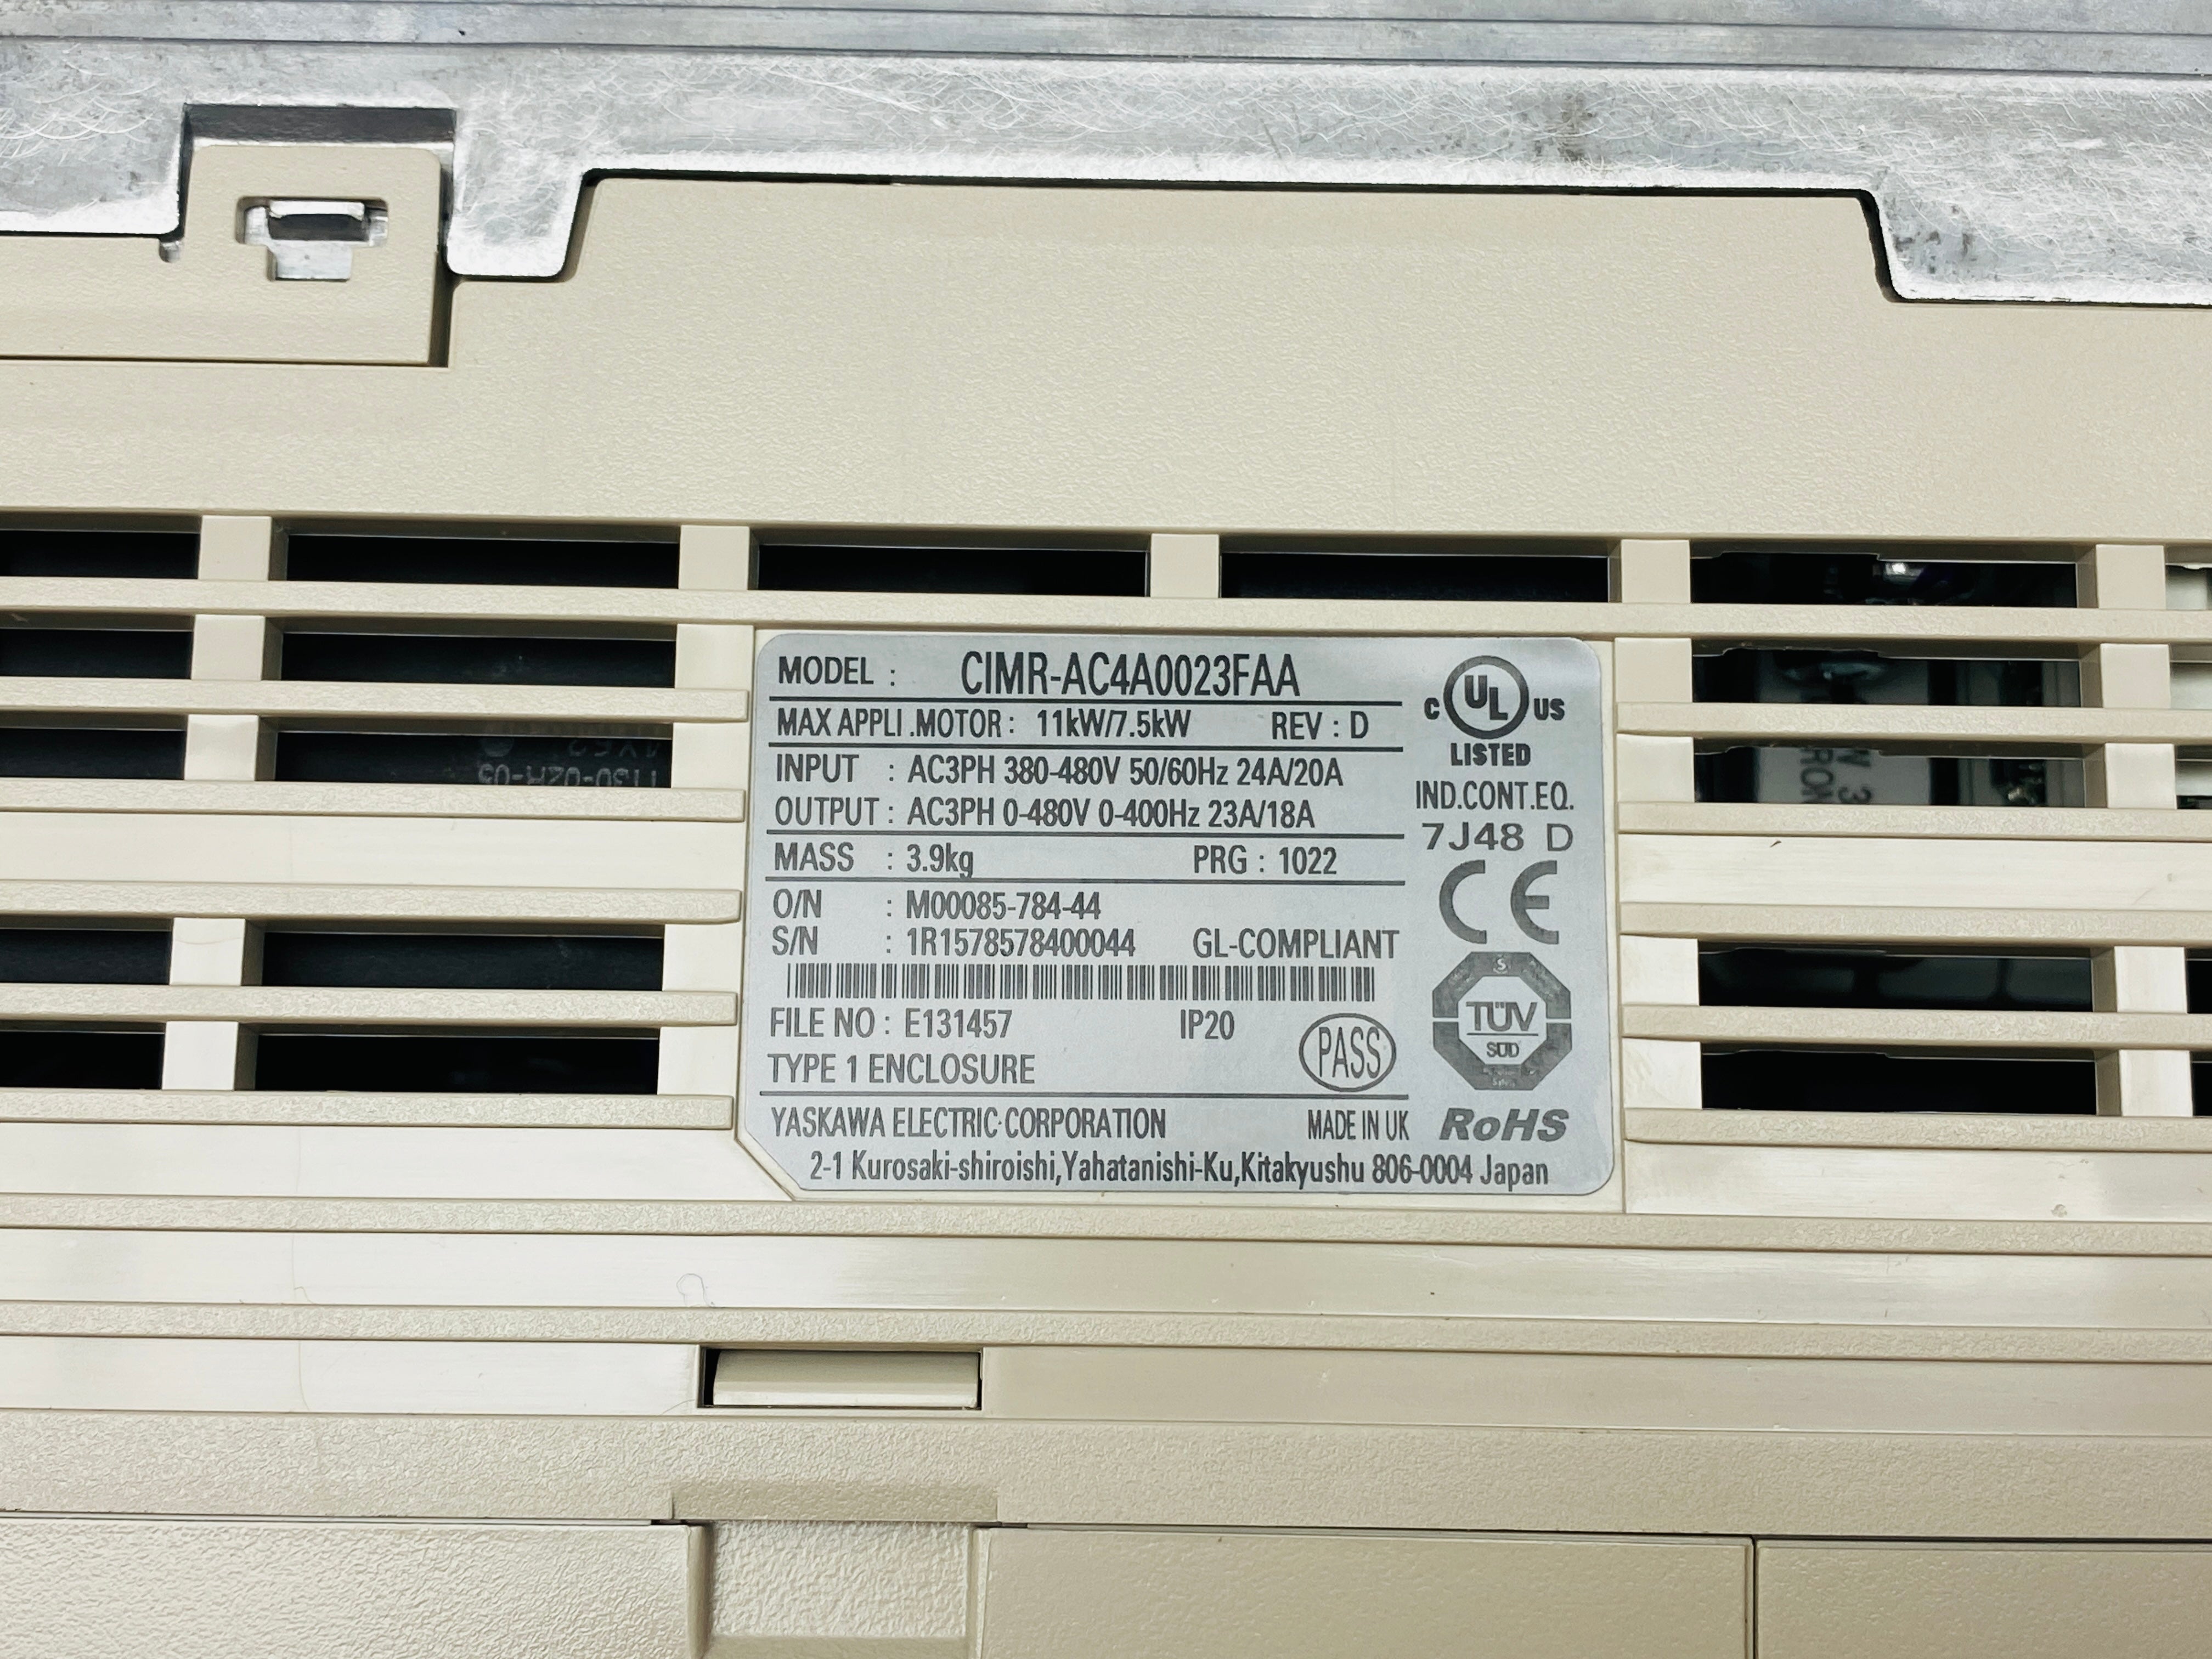 MODEL : CIMR-AC4A0023FAA
MAX APPLI.MOTOR : 11kW/7.5kW REV : D
INPUT : AC3PH 380-480V 50/60Hz 24A/20A
OUTPUT : AC3PH 0-480V 0-400Hz 23A/18A
MASS : 3.9kg PRG : 1022
O/N : M00085-784-44
S/N : 1R1578578400044 GL-COMPLIANT
FILE NO : E131457 IP20
TYPE 1 ENCLOSURE PASS
YASKAWA ELECTRIC CORPORATION MADE IN UK
2-1 Kurosaki-shiroishi,Yahatanishi-Ku,Kitakyushu 806-0004 Japan
C UL US
LISTED
IND.CONT.EQ.
7J48 D
CE
TÜV
SÜD
RoHS